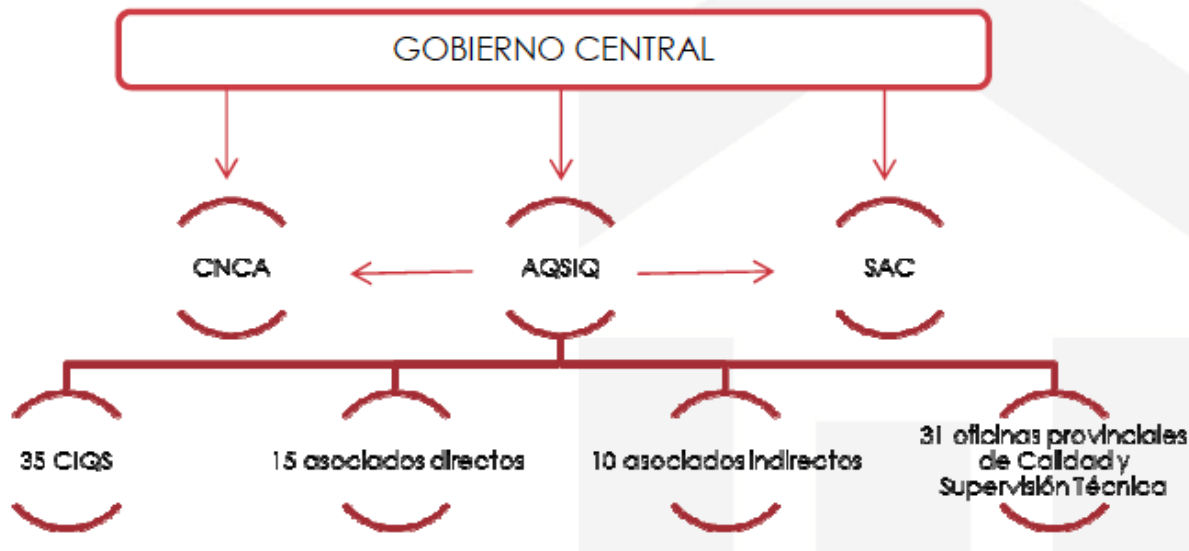 GOBIERNO CENTRAL
CNCA
AQSIQ
SAC
35 CIQS
15 asociados directos
10 asociados indirectos
31 oficinas provinciales
de Calidad y
Supervisión Técnica